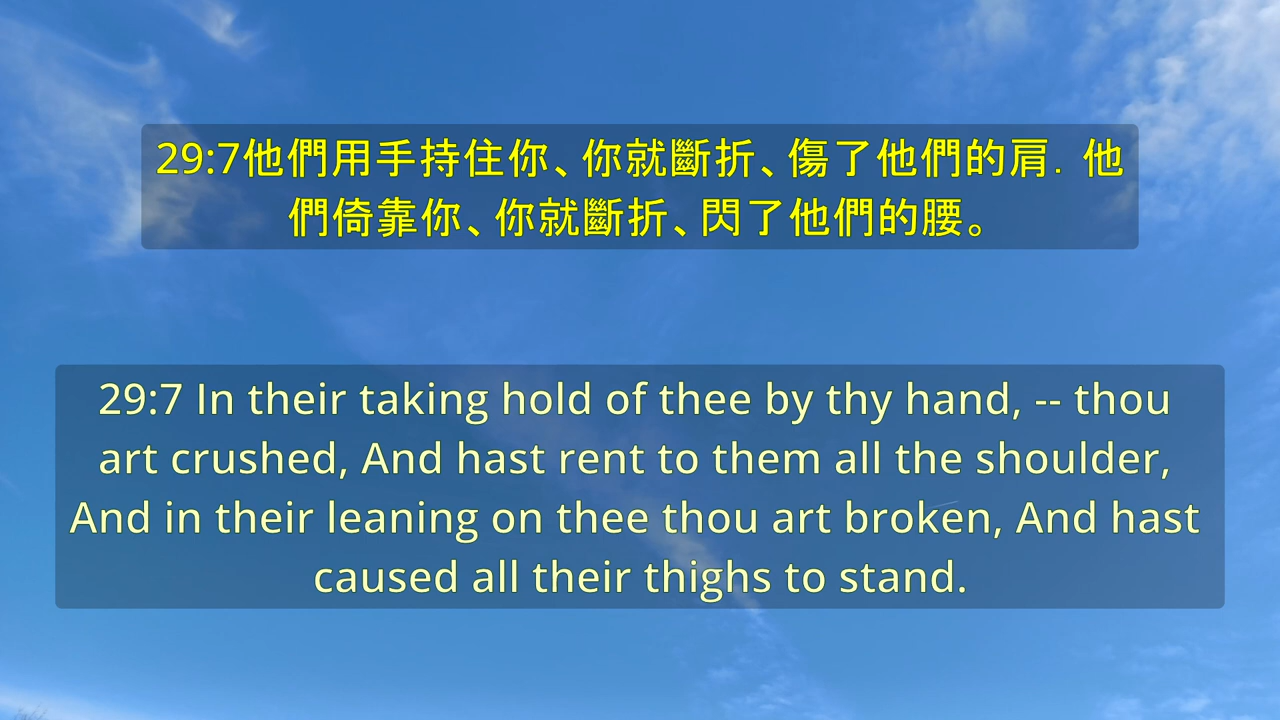 29:7他們用手持住你、你就斷折、傷了他們的肩．他
們倚靠你、你就斷折、閃了他們的腰。
29:7 In their taking hold of thee by thy hand, -- thou
art crushed, And hast rent to them all the shoulder,
And in their leaning on thee thou art broken, And hast
caused all their thighs to stand.